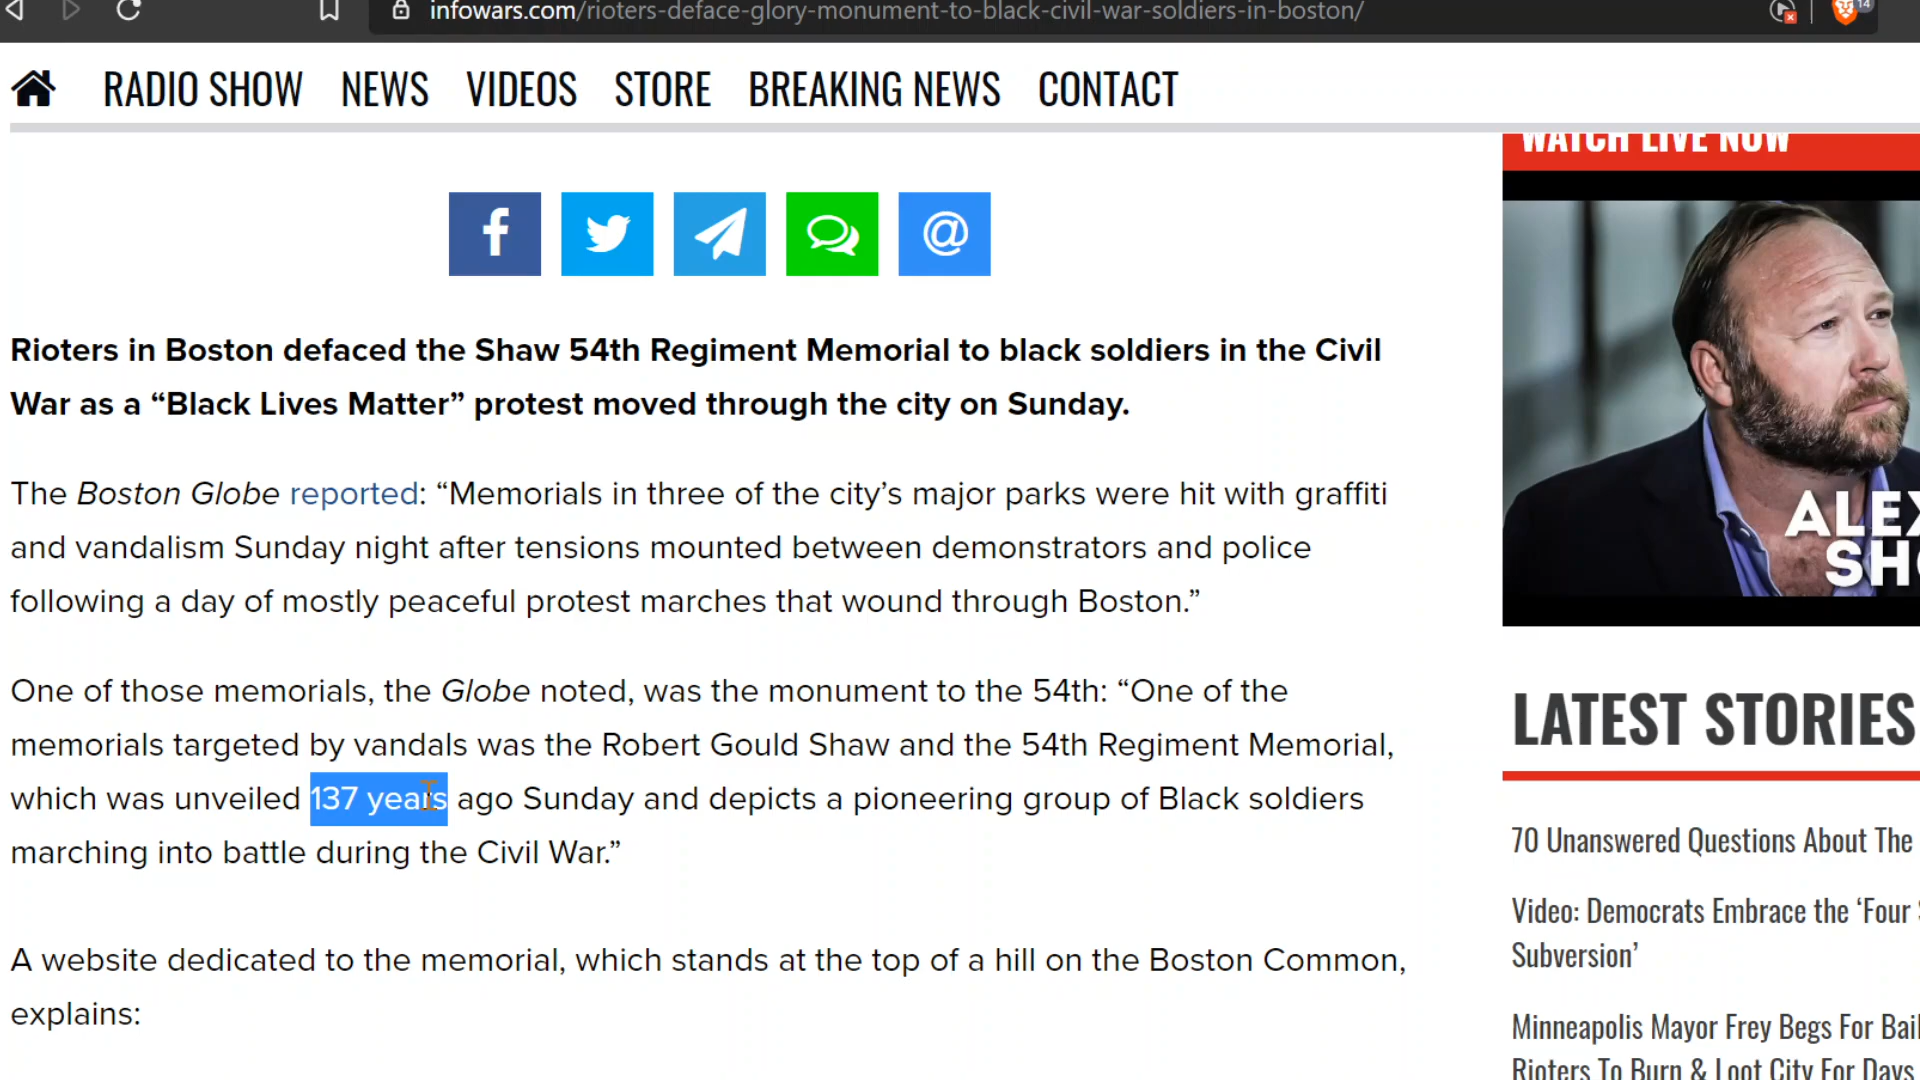 infowars.com/rioters-deface-glory-monument-to-black-civil-war-soldiers-in-boston/
14
RADIO SHOW NEWS VIDEOS STORE BREAKING NEWS CONTACT
WATCH LIVE NOW
f
@
Rioters in Boston defaced the Shaw 54th Regiment Memorial to black soldiers in the Civil
War as a “Black Lives Matter” protest moved through the city on Sunday.
The Boston Globe reported: “Memorials in three of the city’s major parks were hit with graffiti
and vandalism Sunday night after tensions mounted between demonstrators and police
following a day of mostly peaceful protest marches that wound through Boston.”
One of those memorials, the Globe noted, was the monument to the 54th: “One of the
memorials targeted by vandals was the Robert Gould Shaw and the 54th Regiment Memorial,
which was unveiled 137 years ago Sunday and depicts a pioneering group of Black soldiers
marching into battle during the Civil War.”
A website dedicated to the memorial, which stands at the top of a hill on the Boston Common,
explains:
LATEST STORIES
70 Unanswered Questions About The
Video: Democrats Embrace the ‘Four
Subversion’
Minneapolis Mayor Frey Begs For
Rioters To Burn & Loot City For Days